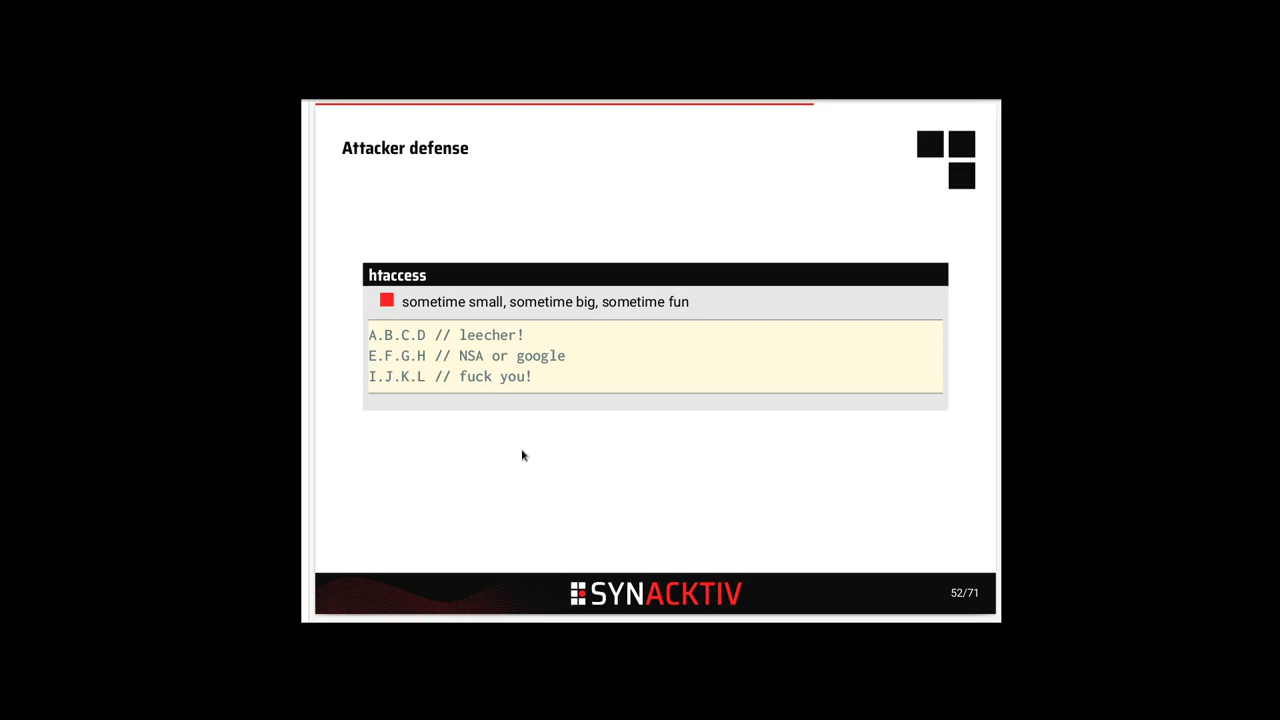 Attacker defense
htaccess
sometime small, sometime big, sometime fun
A.B.C.D // leecher!
E.F.G.H // NSA or google
I.J.K.L // fuck you!
SYNACKTIV
52/71